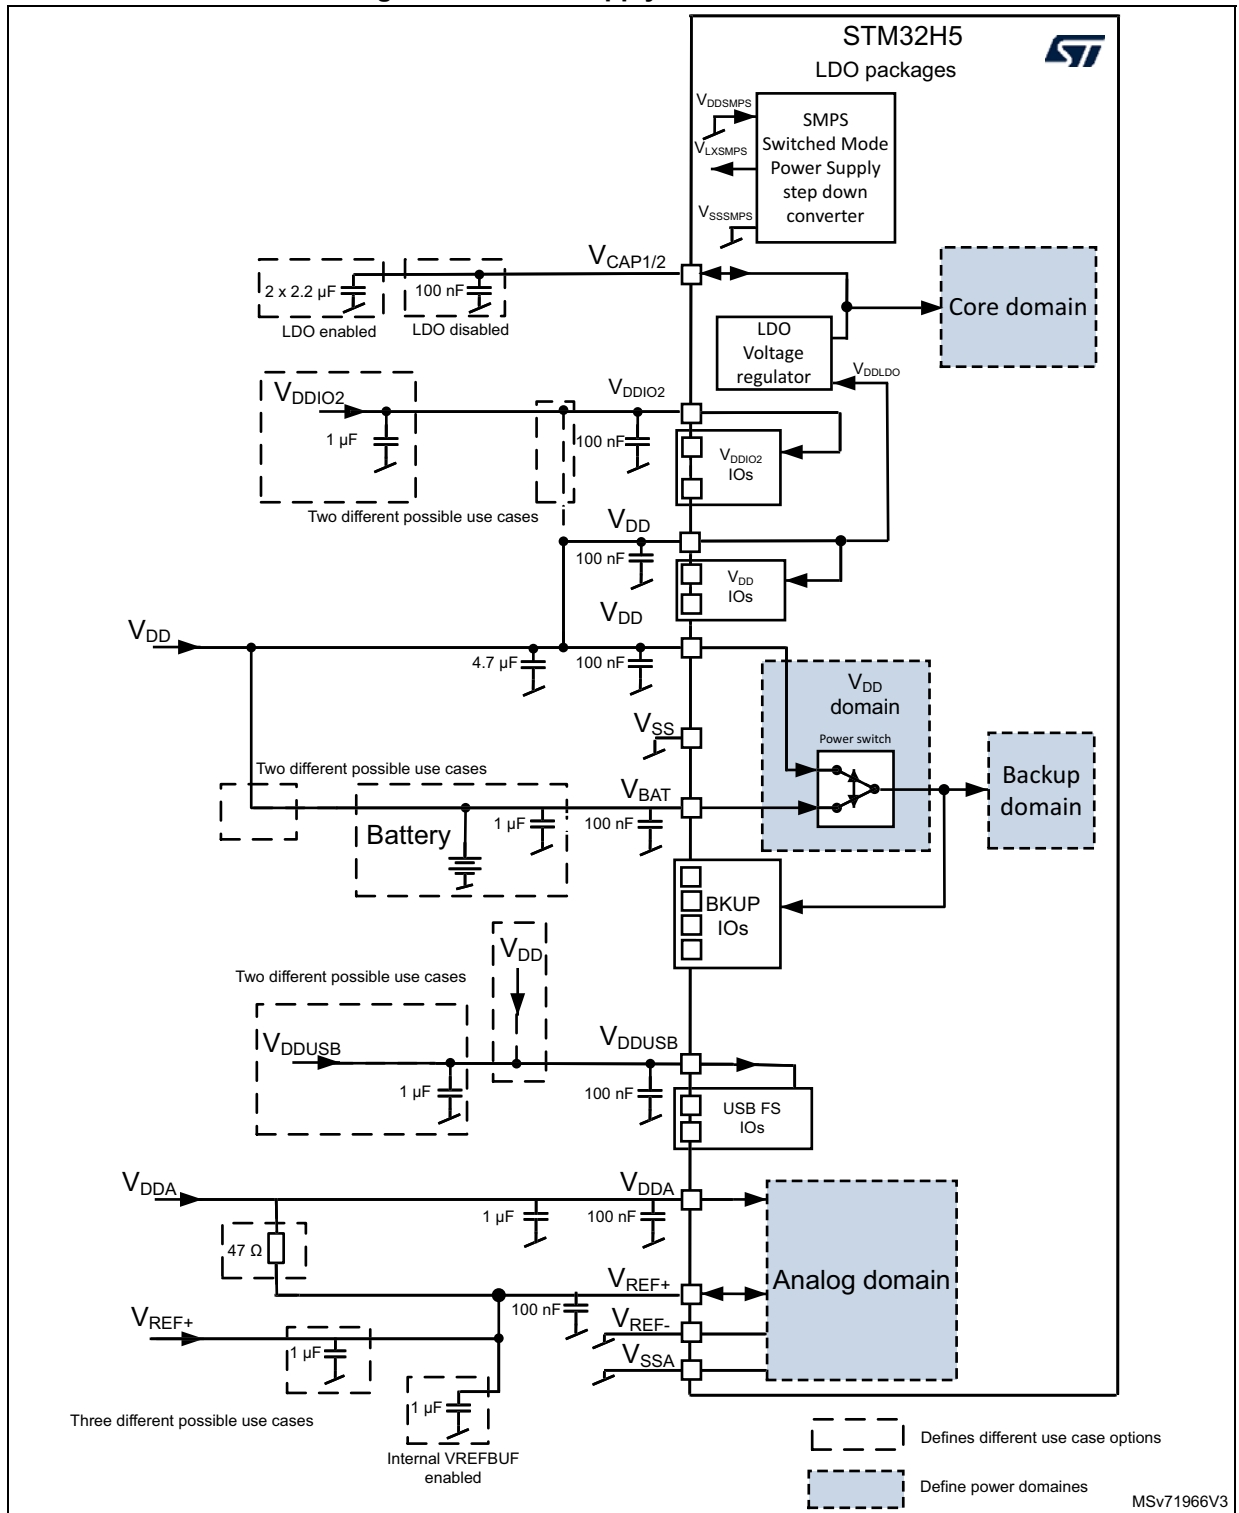 STM32H5
LDO packages
VDDSMPS
VLXSMPS
VSSSMPS
SMPS
Switched Mode
Power Supply
step down
converter
VCAP1/2
2 x 2.2 µF
100 nF
LDO enabled
LDO disabled
Core domain
LDO
Voltage
regulator
VDDLDO
VDDIO2
1 µF
VDDIO2
100 nF
VDDIO2
IOs
Two different possible use cases
VDD
100 nF
VDD
IOs
VDD
VDD
4.7 µF
100 nF
VDD
domain
Power switch
VSS
Two different possible use cases
VBAT
Battery
1 µF
100 nF
Backup
domain
BKUP
IOs
VDD
Two different possible use cases
VDDUSB
1 µF
VDDUSB
100 nF
USB FS
IOs
VDDA
VDDA
1 µF
100 nF
47 Ω
Analog domain
VREF+
100 nF
VREF+
VREF-
1 µF
VSSA
1 µF
Three different possible use cases
Internal VREFBUF
enabled
Defines different use case options
Define power domaines
MSv71966V3